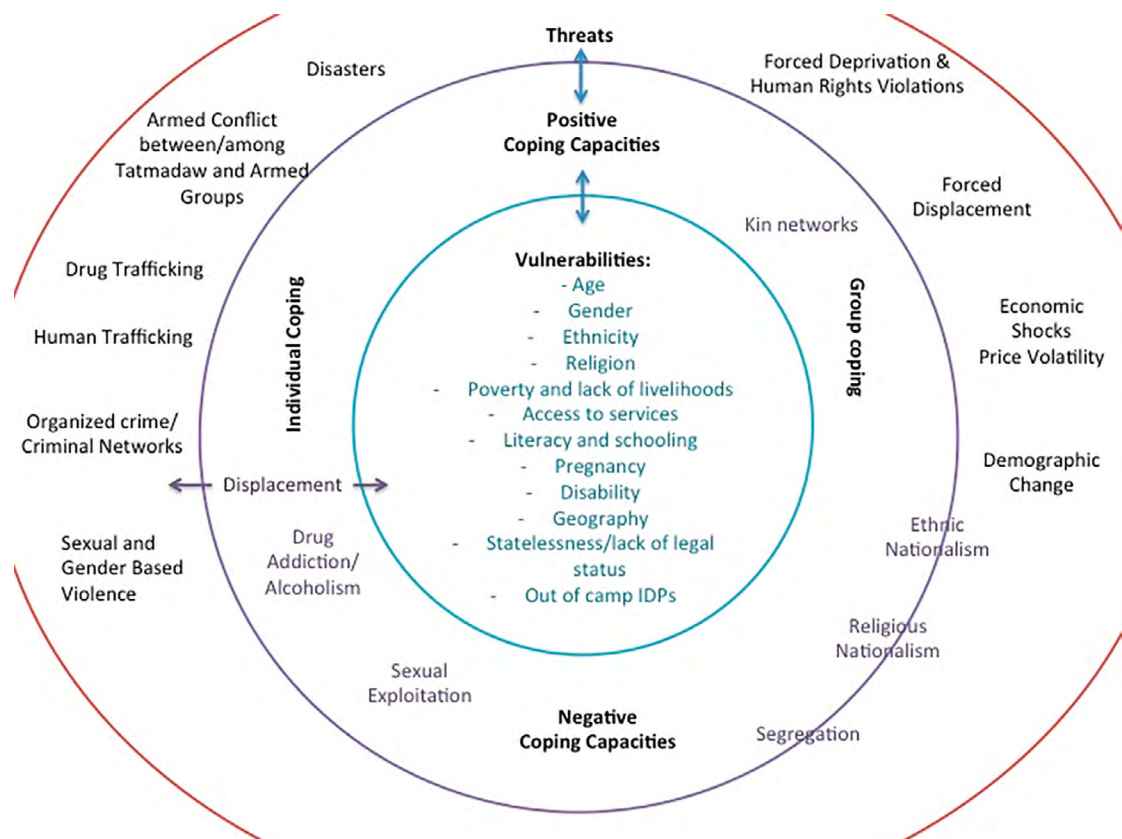 Threats
Disasters
Forced Deprivation &
Human Rights Violations
Armed Conflict
between/among
Tatmadaw and Armed
Groups
Positive
Coping Capacities
Forced
Displacement
Kin networks
Drug Trafficking
Human Trafficking
Individual Coping
Vulnerabilities:
- Age
- Gender
- Ethnicity
- Religion
- Poverty and lack of livelihoods
- Access to services
- Literacy and schooling
- Pregnancy
- Disability
- Geography
- Statelessness/lack of legal
status
- Out of camp IDPs
Group coping
Economic
Shocks
Price Volatility
Organized crime/
Criminal Networks
Demographic
Change
Displacement
Sexual and
Gender Based
Violence
Drug
Addiction/
Alcoholism
Ethnic
Nationalism
Religious
Nationalism
Sexual
Exploitation
Negative
Coping Capacities
Segregation